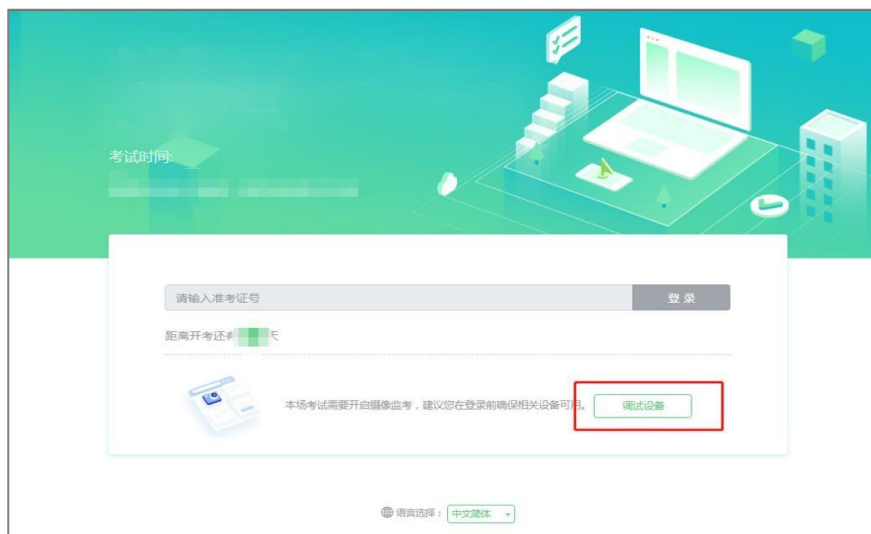 考试时间:
请输入准考证号
登 录
距离开考还有 天
本场考试需要开启摄像监考，建议您在登录前确保相关设备可用。
调试设备
语言选择：
中文简体